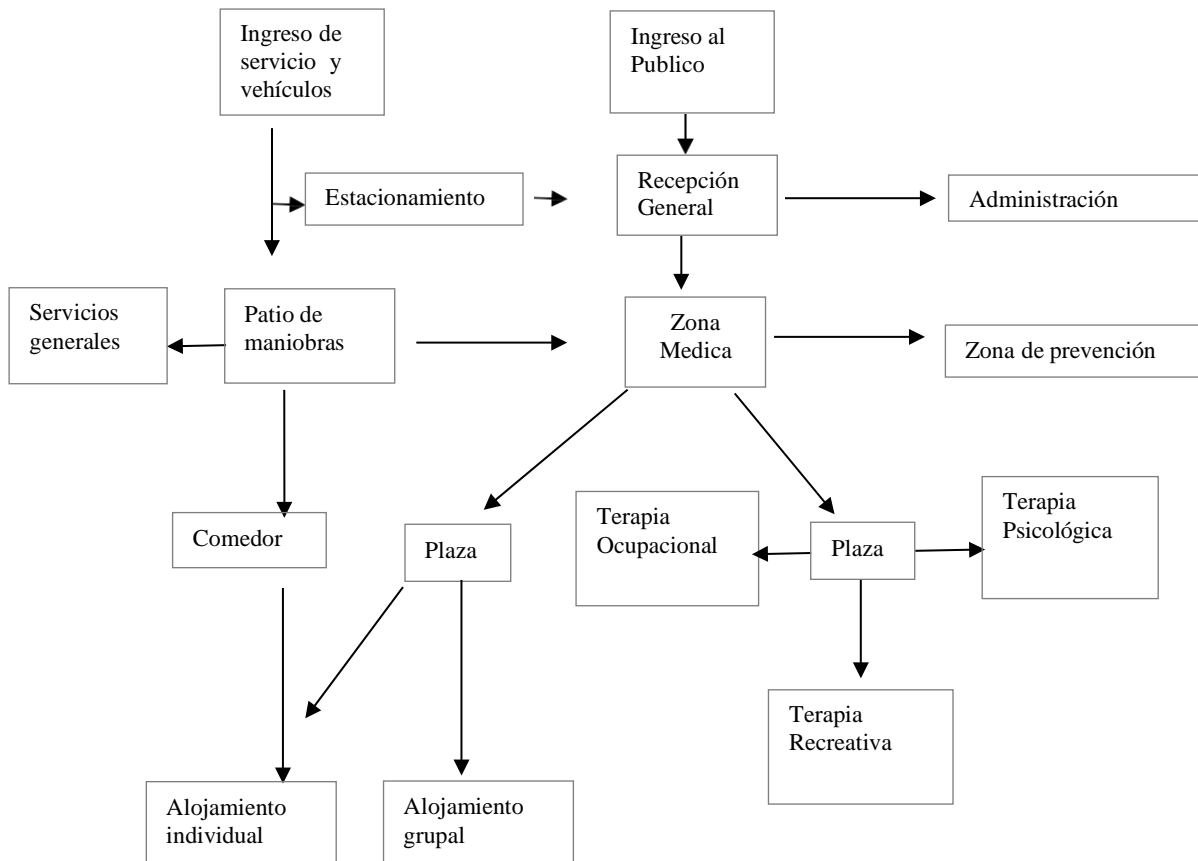 Ingreso de
servicio y
vehículos
Ingreso al
Publico
Estacionamiento
Recepción
General
Administración
Servicios
generales
Patio de
maniobras
Zona
Medica
Zona de prevención
Comedor
Plaza
Terapia
Ocupacional
Plaza
Terapia
Psicológica
Terapia
Recreativa
Alojamiento
individual
Alojamiento
grupal